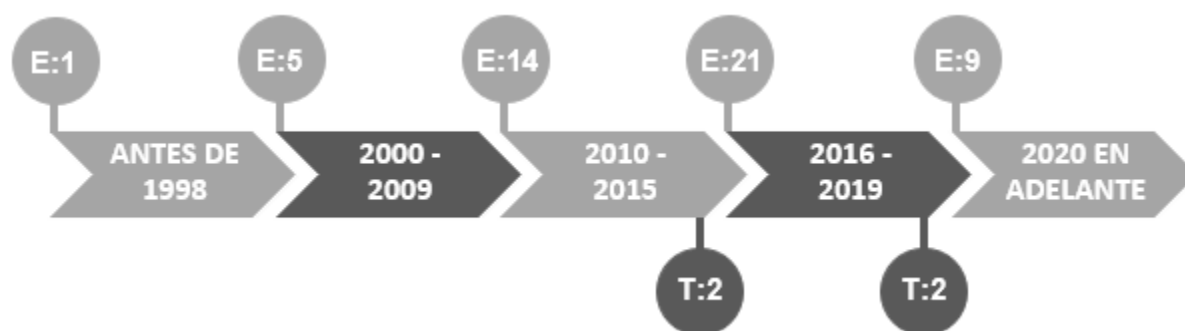 E:1
E:5
E:14
E:21
E:9
ANTES DE
1998
2000 -
2009
2010 -
2015
2016 -
2019
2020 EN
ADELANTE
T:2
T:2